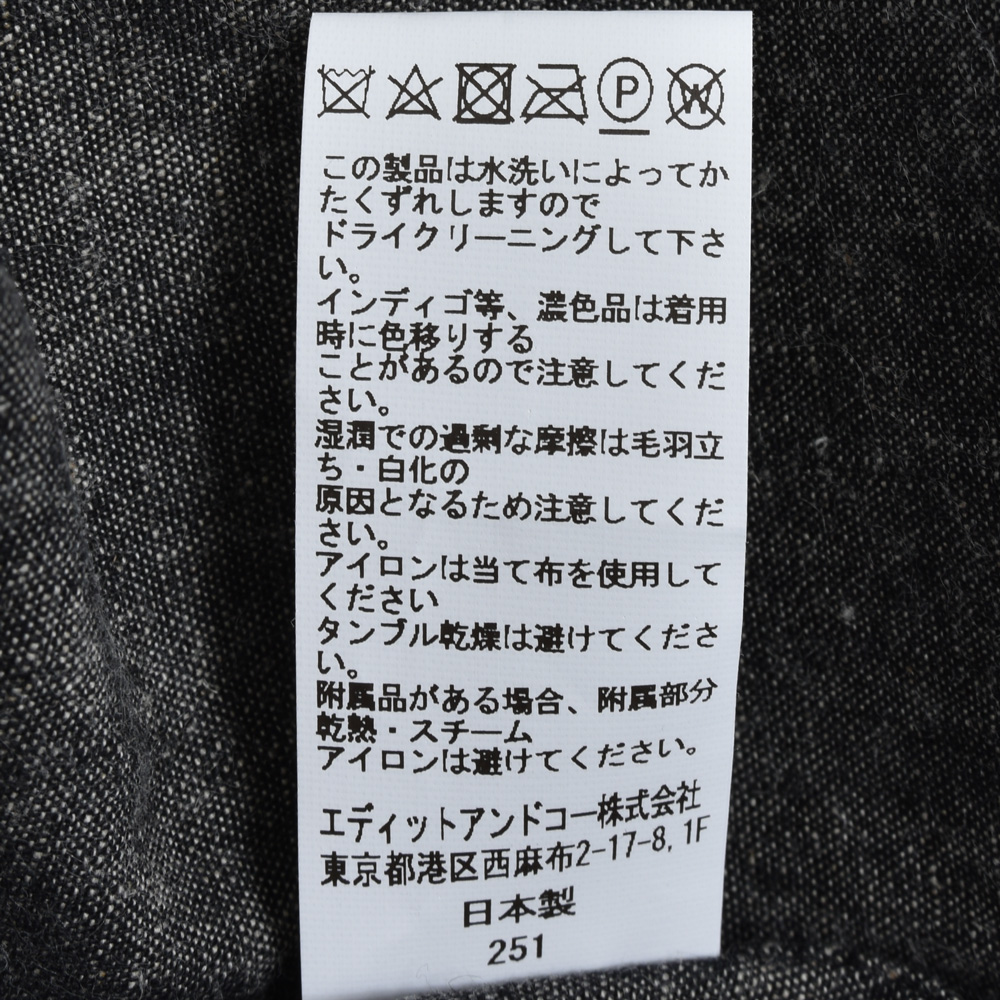 P W
この製品は水洗いによってか
たくずれしますので
ドライクリーニングして下さ
い。
インディゴ等、濃色品は着用
時に色移りする
ことがあるので注意してくだ
さい。
湿潤での過剰な摩擦は毛羽立
ち・白化の
原因となるため注意してくだ
さい。
アイロンは当て布を使用して
ください
タンブル乾燥は避けてくださ
い。
附属品がある場合、附属部分
乾熱・スチーム
アイロンは避けてください。
エディットアンドコー株式会社
東京都港区西麻布2-17-8, 1F
日本製
251